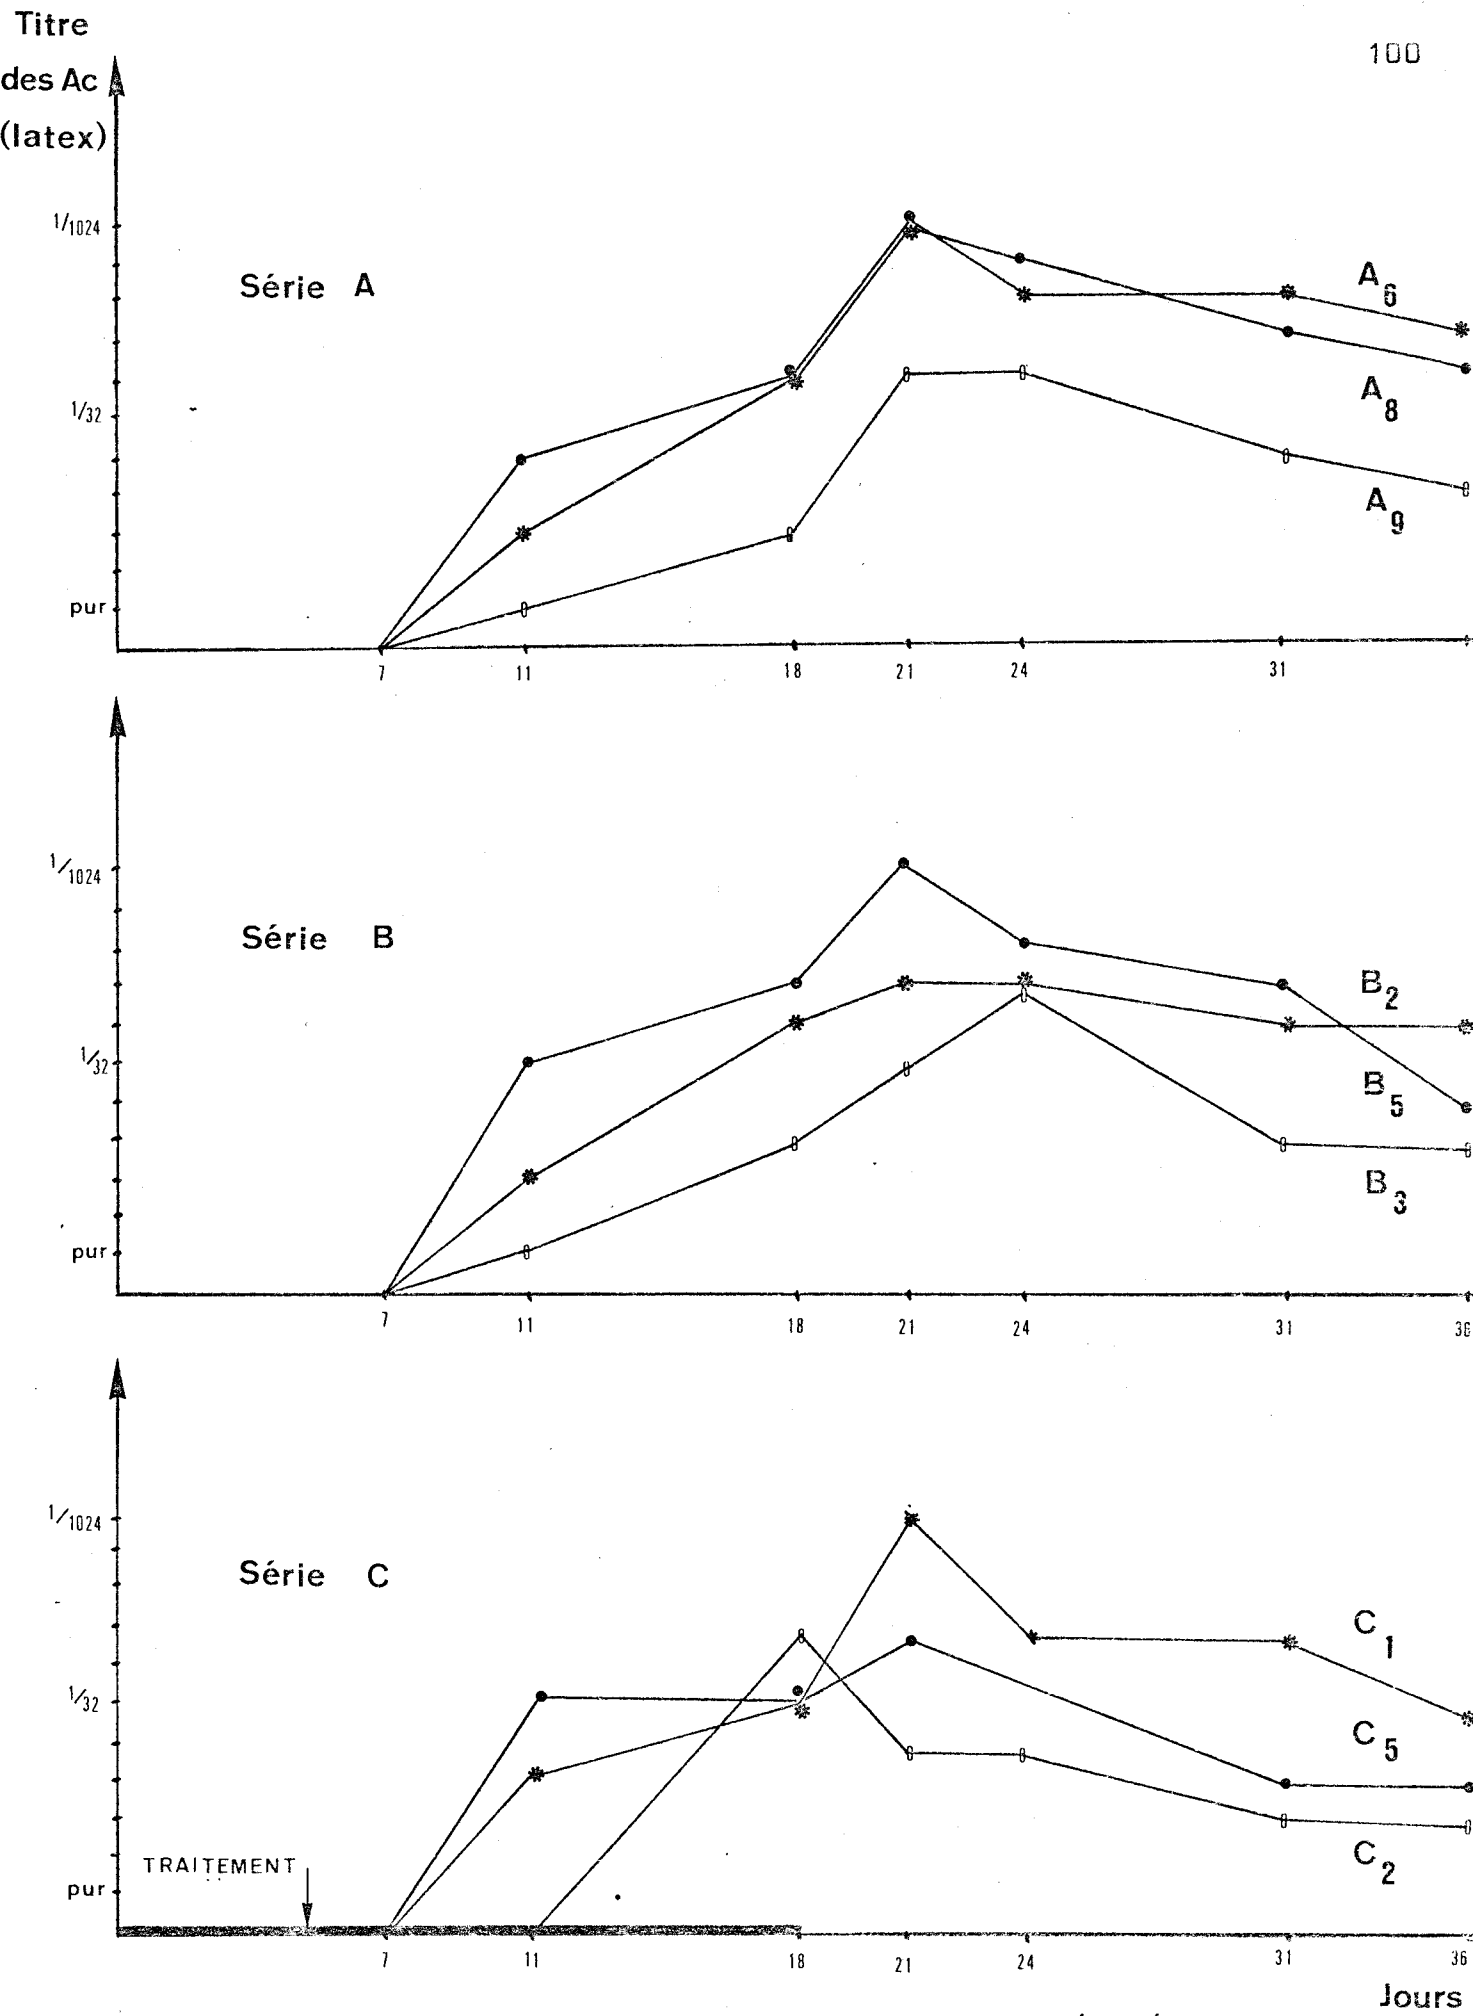 Titre
des Ac
(latex)
100
1/1024
Série A
A6
1/32
A8
A9
pur
7 11 18 21 24 31
1/1024
Série B
B2
1/32
B5
B3
pur
7 11 18 21 24 31 36
1/1024
Série C
C1
1/32
C5
C2
TRAITEMENT
pur
7 11 18 21 24 31 36
Jours